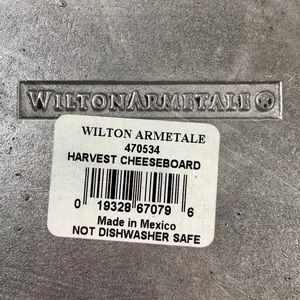 WILTONARMETALE ®
WILTON ARMETALE
470534
HARVEST CHEESEBOARD
0 19328 67079 6
Made in Mexico
NOT DISHWASHER SAFE